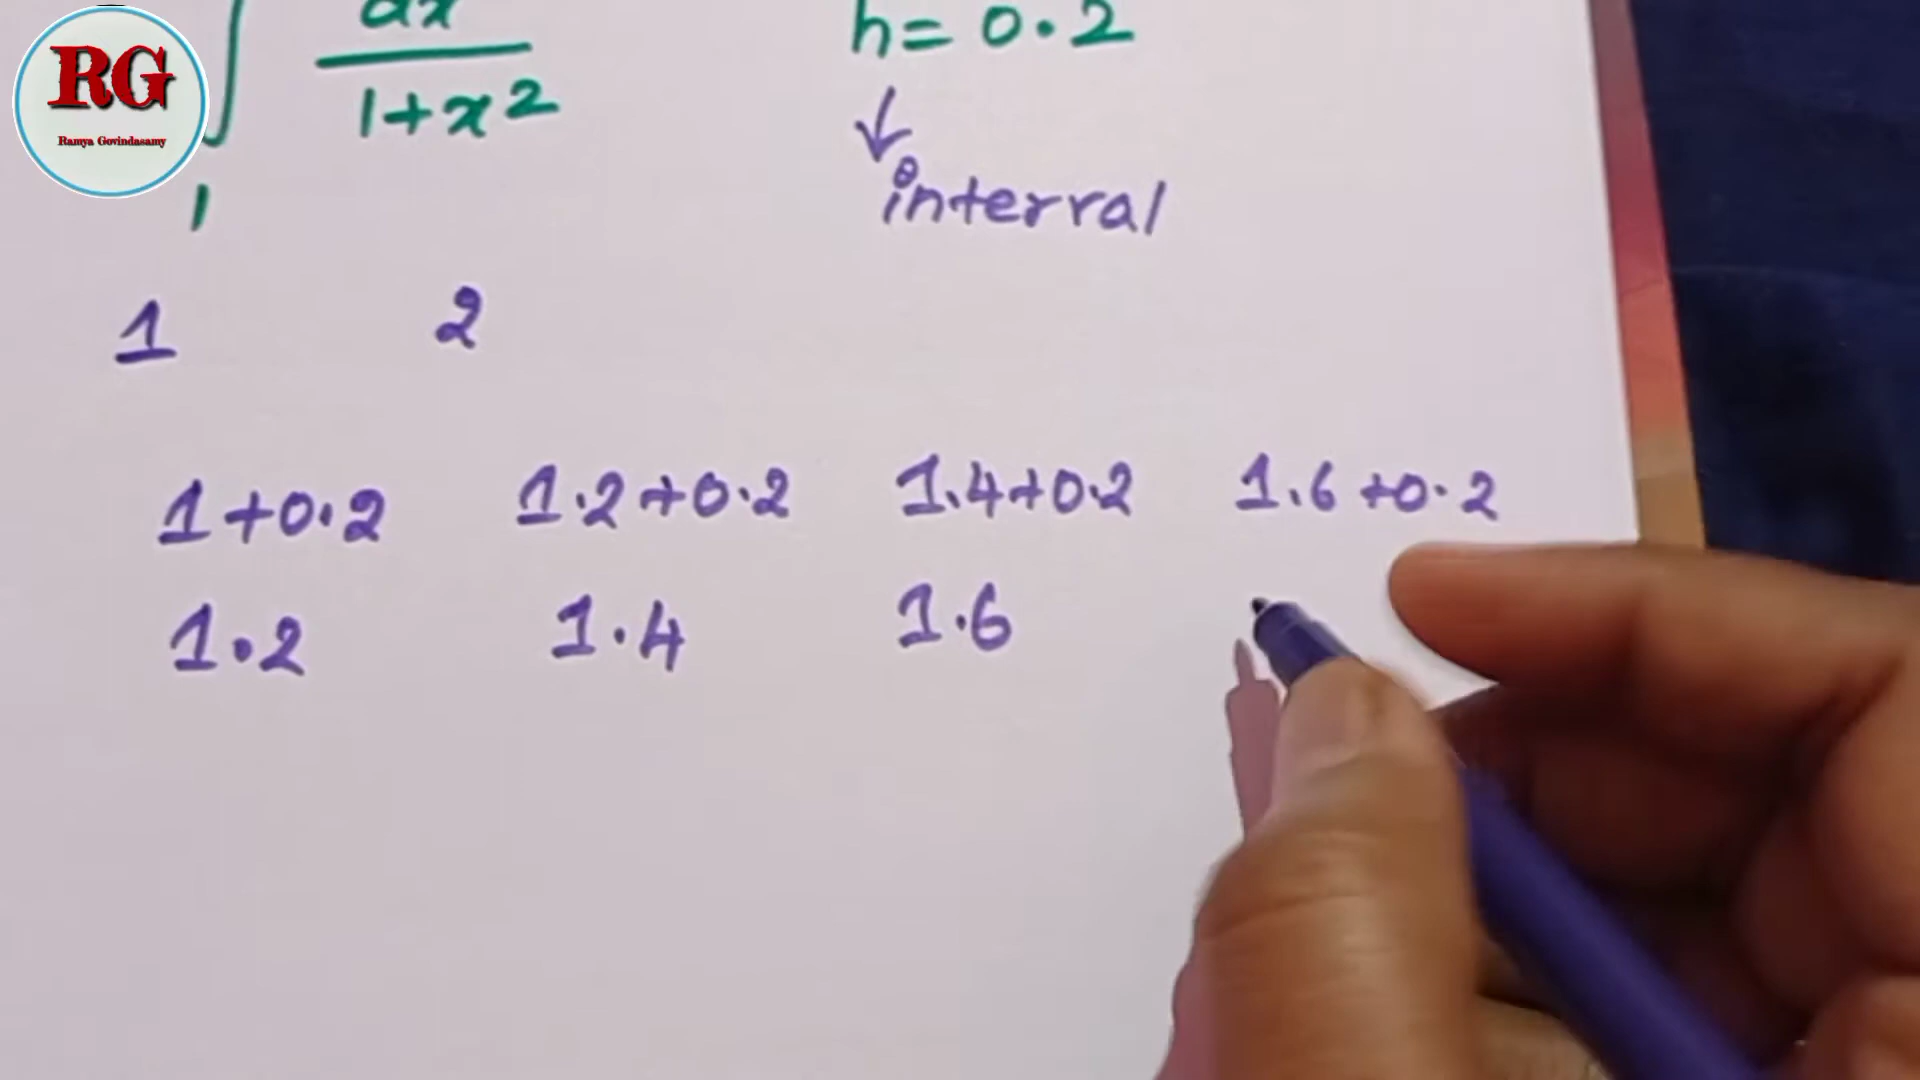 RG
Ramya Govindasamy
∫ dx h = 0.2
1+x2
1 interral
1 2
1+0.2 1.2+0.2 1.4+0.2 1.6+0.2
1.2 1.4 1.6